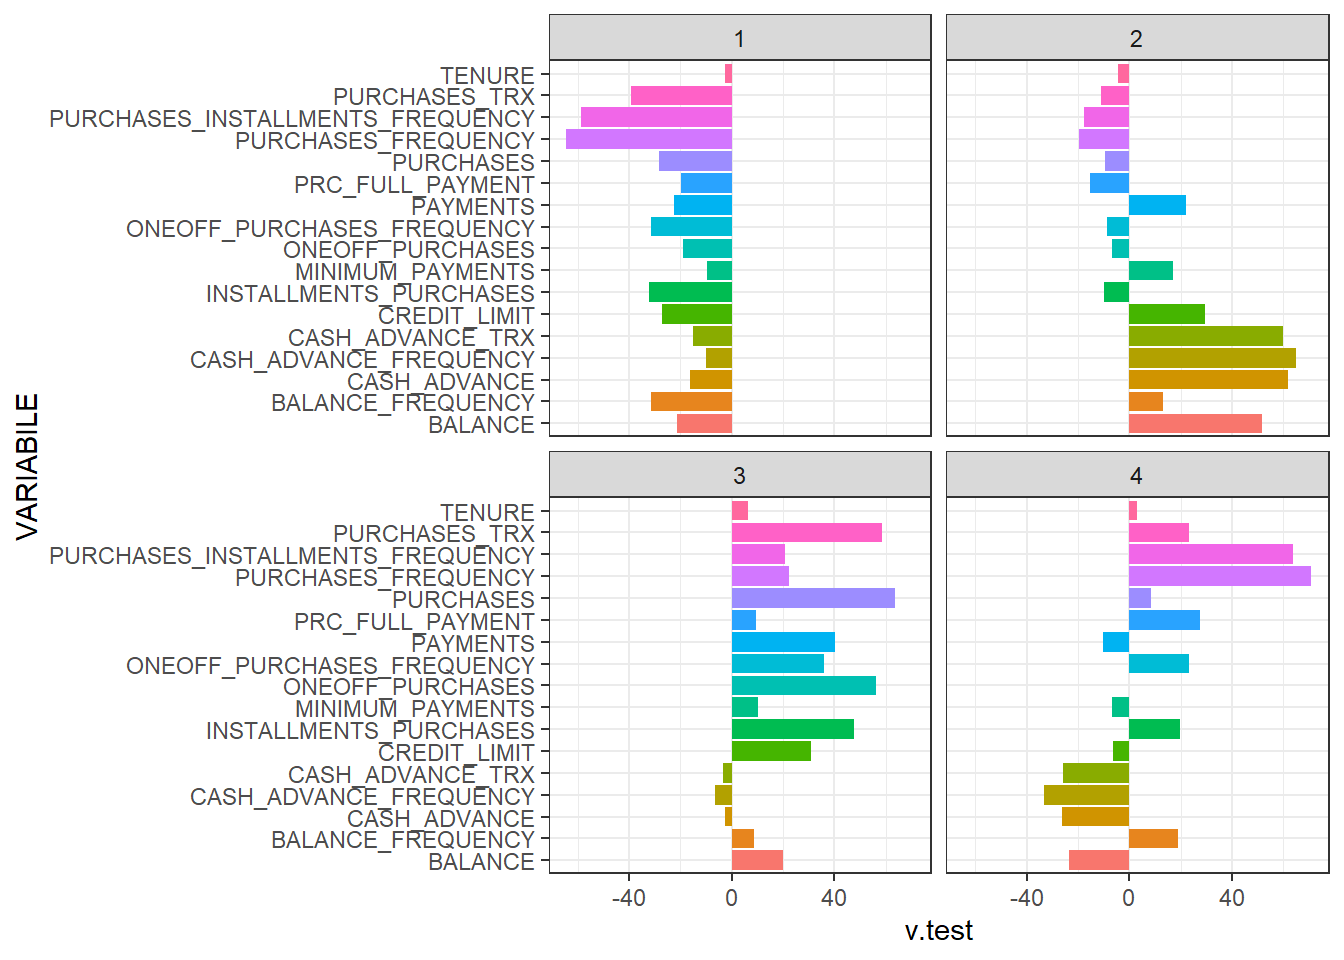 1
2
TENURE
PURCHASES_TRX
PURCHASES_INSTALLMENTS_FREQUENCY
PURCHASES_FREQUENCY
PURCHASES
PRC_FULL_PAYMENT
PAYMENTS
ONEOFF_PURCHASES_FREQUENCY
ONEOFF_PURCHASES
MINIMUM_PAYMENTS
INSTALLMENTS_PURCHASES
CREDIT_LIMIT
CASH_ADVANCE_TRX
CASH_ADVANCE_FREQUENCY
CASH_ADVANCE
BALANCE_FREQUENCY
BALANCE
VARIABILE
3
4
TENURE
PURCHASES_TRX
PURCHASES_INSTALLMENTS_FREQUENCY
PURCHASES_FREQUENCY
PURCHASES
PRC_FULL_PAYMENT
PAYMENTS
ONEOFF_PURCHASES_FREQUENCY
ONEOFF_PURCHASES
MINIMUM_PAYMENTS
INSTALLMENTS_PURCHASES
CREDIT_LIMIT
CASH_ADVANCE_TRX
CASH_ADVANCE_FREQUENCY
CASH_ADVANCE
BALANCE_FREQUENCY
BALANCE
-40 0 40 -40 0 40
v.test